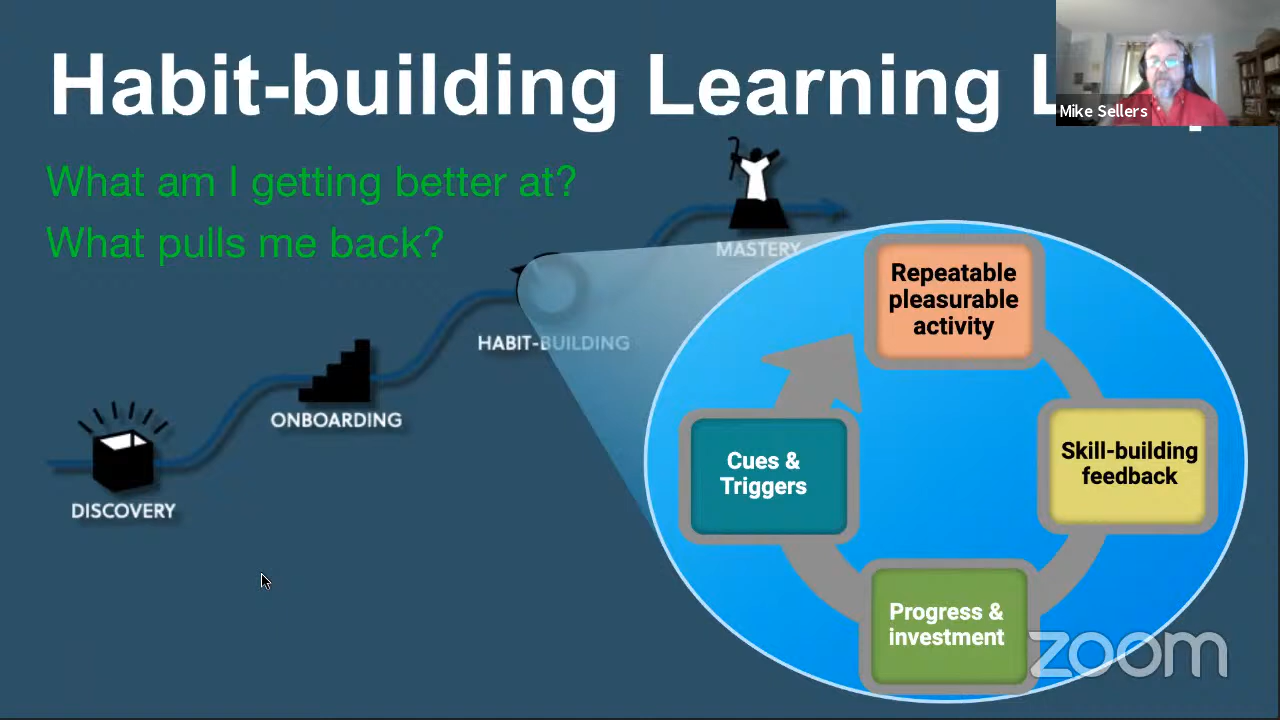 Habit-building Learning
Mike Sellers
What am I getting better at?
What pulls me back?
MASTERY
HABIT-BUILDING
ONBOARDING
DISCOVERY
Repeatable
pleasurable
activity
Skill-building
feedback
Progress &
investment
Cues &
Triggers
zoom